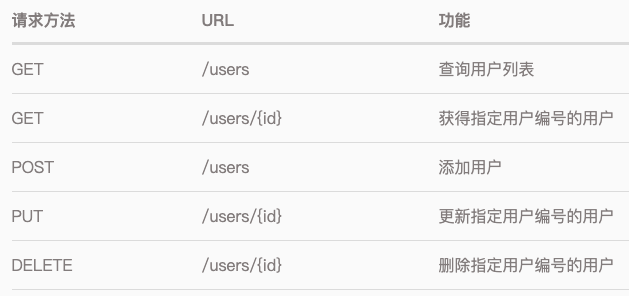 请求方法 URL 功能
GET /users 查询用户列表
GET /users/{id} 获得指定用户编号的用户
POST /users 添加用户
PUT /users/{id} 更新指定用户编号的用户
DELETE /users/{id} 删除指定用户编号的用户